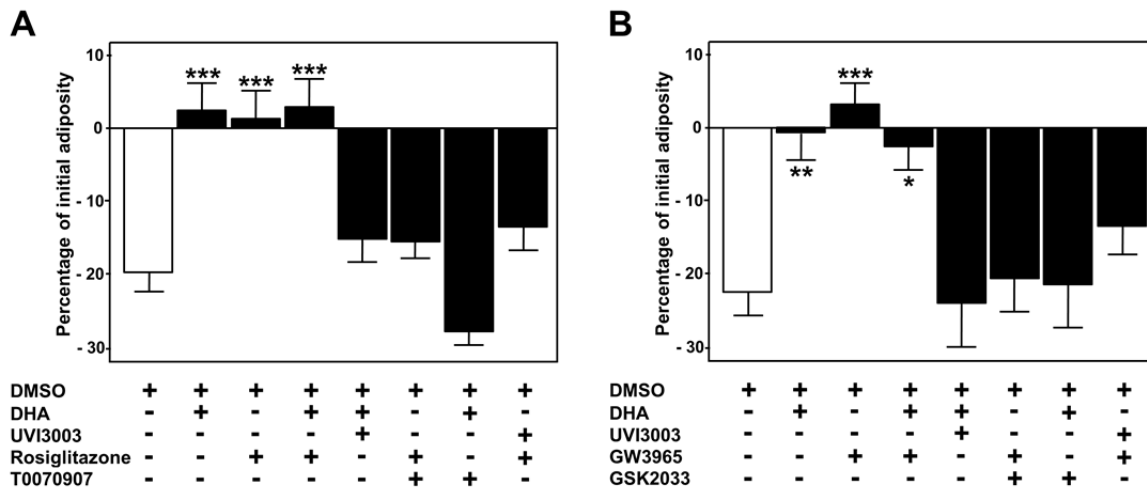 A
B
Percentage of initial adiposity
10
0
- 10
- 20
- 30
***
***
***
DMSO + + + + + + + +
DHA - + - + + - + -
UVI3003 - - - - + - - +
Rosiglitazone - - + + - + - +
T0070907 - - - - - + + -
Percentage of initial adiposity
10
0
- 10
- 20
- 30
**
***
*
DMSO + + + + + + + +
DHA - + - + + - + -
UVI3003 - - - - + - - +
GW3965 - - + + - + - +
GSK2033 - - - - - + + -